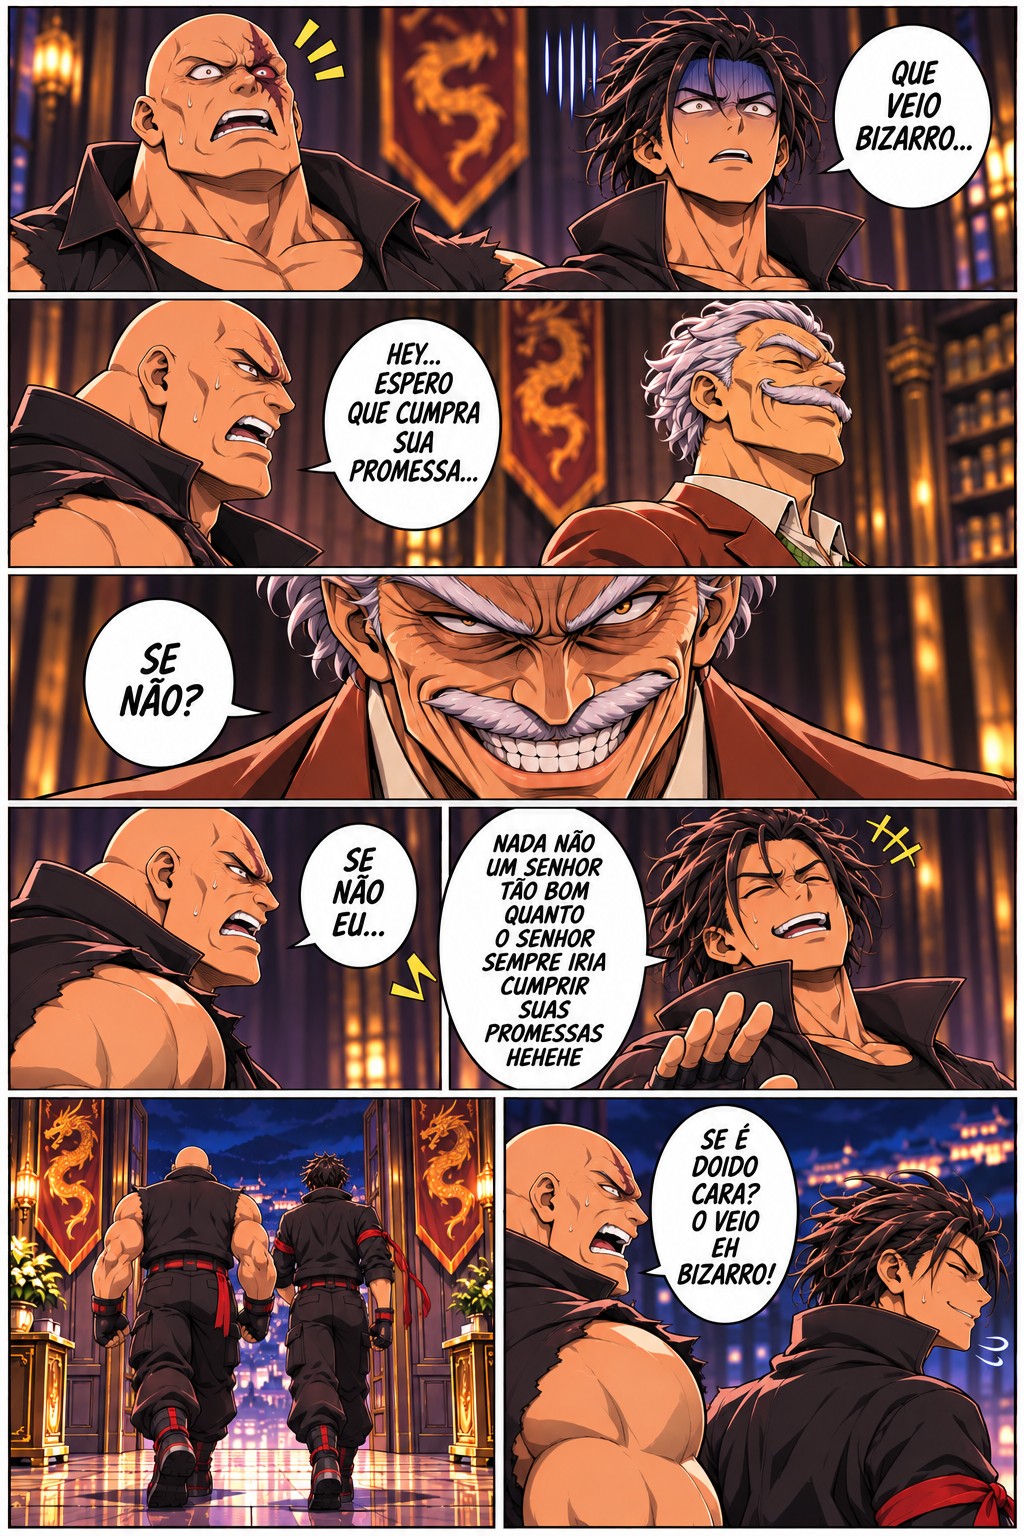 QUE
VEIO
BIZARRO...
HEY...
ESPERO
QUE CUMPRA
SUA
PROMESSA...
SE
NÃO?
SE
NÃO
EU...
NADA NÃO
UM SENHOR
TÃO BOM
QUANTO
O SENHOR
SEMPRE IRIA
CUMPRIR
SUAS
PROMESSAS
HEHEHE
SE É
DOIDO
CARA?
O VEIO
EH
BIZARRO!